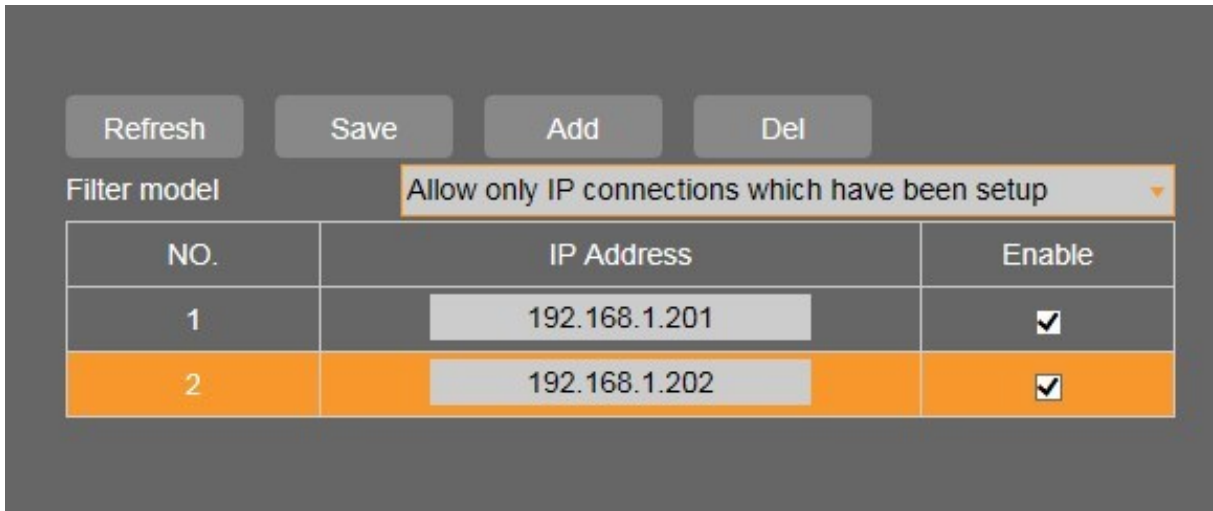 Refresh Save Add Del
Filter model Allow only IP connections which have been setup
NO. IP Address Enable
1 192.168.1.201
2 192.168.1.202